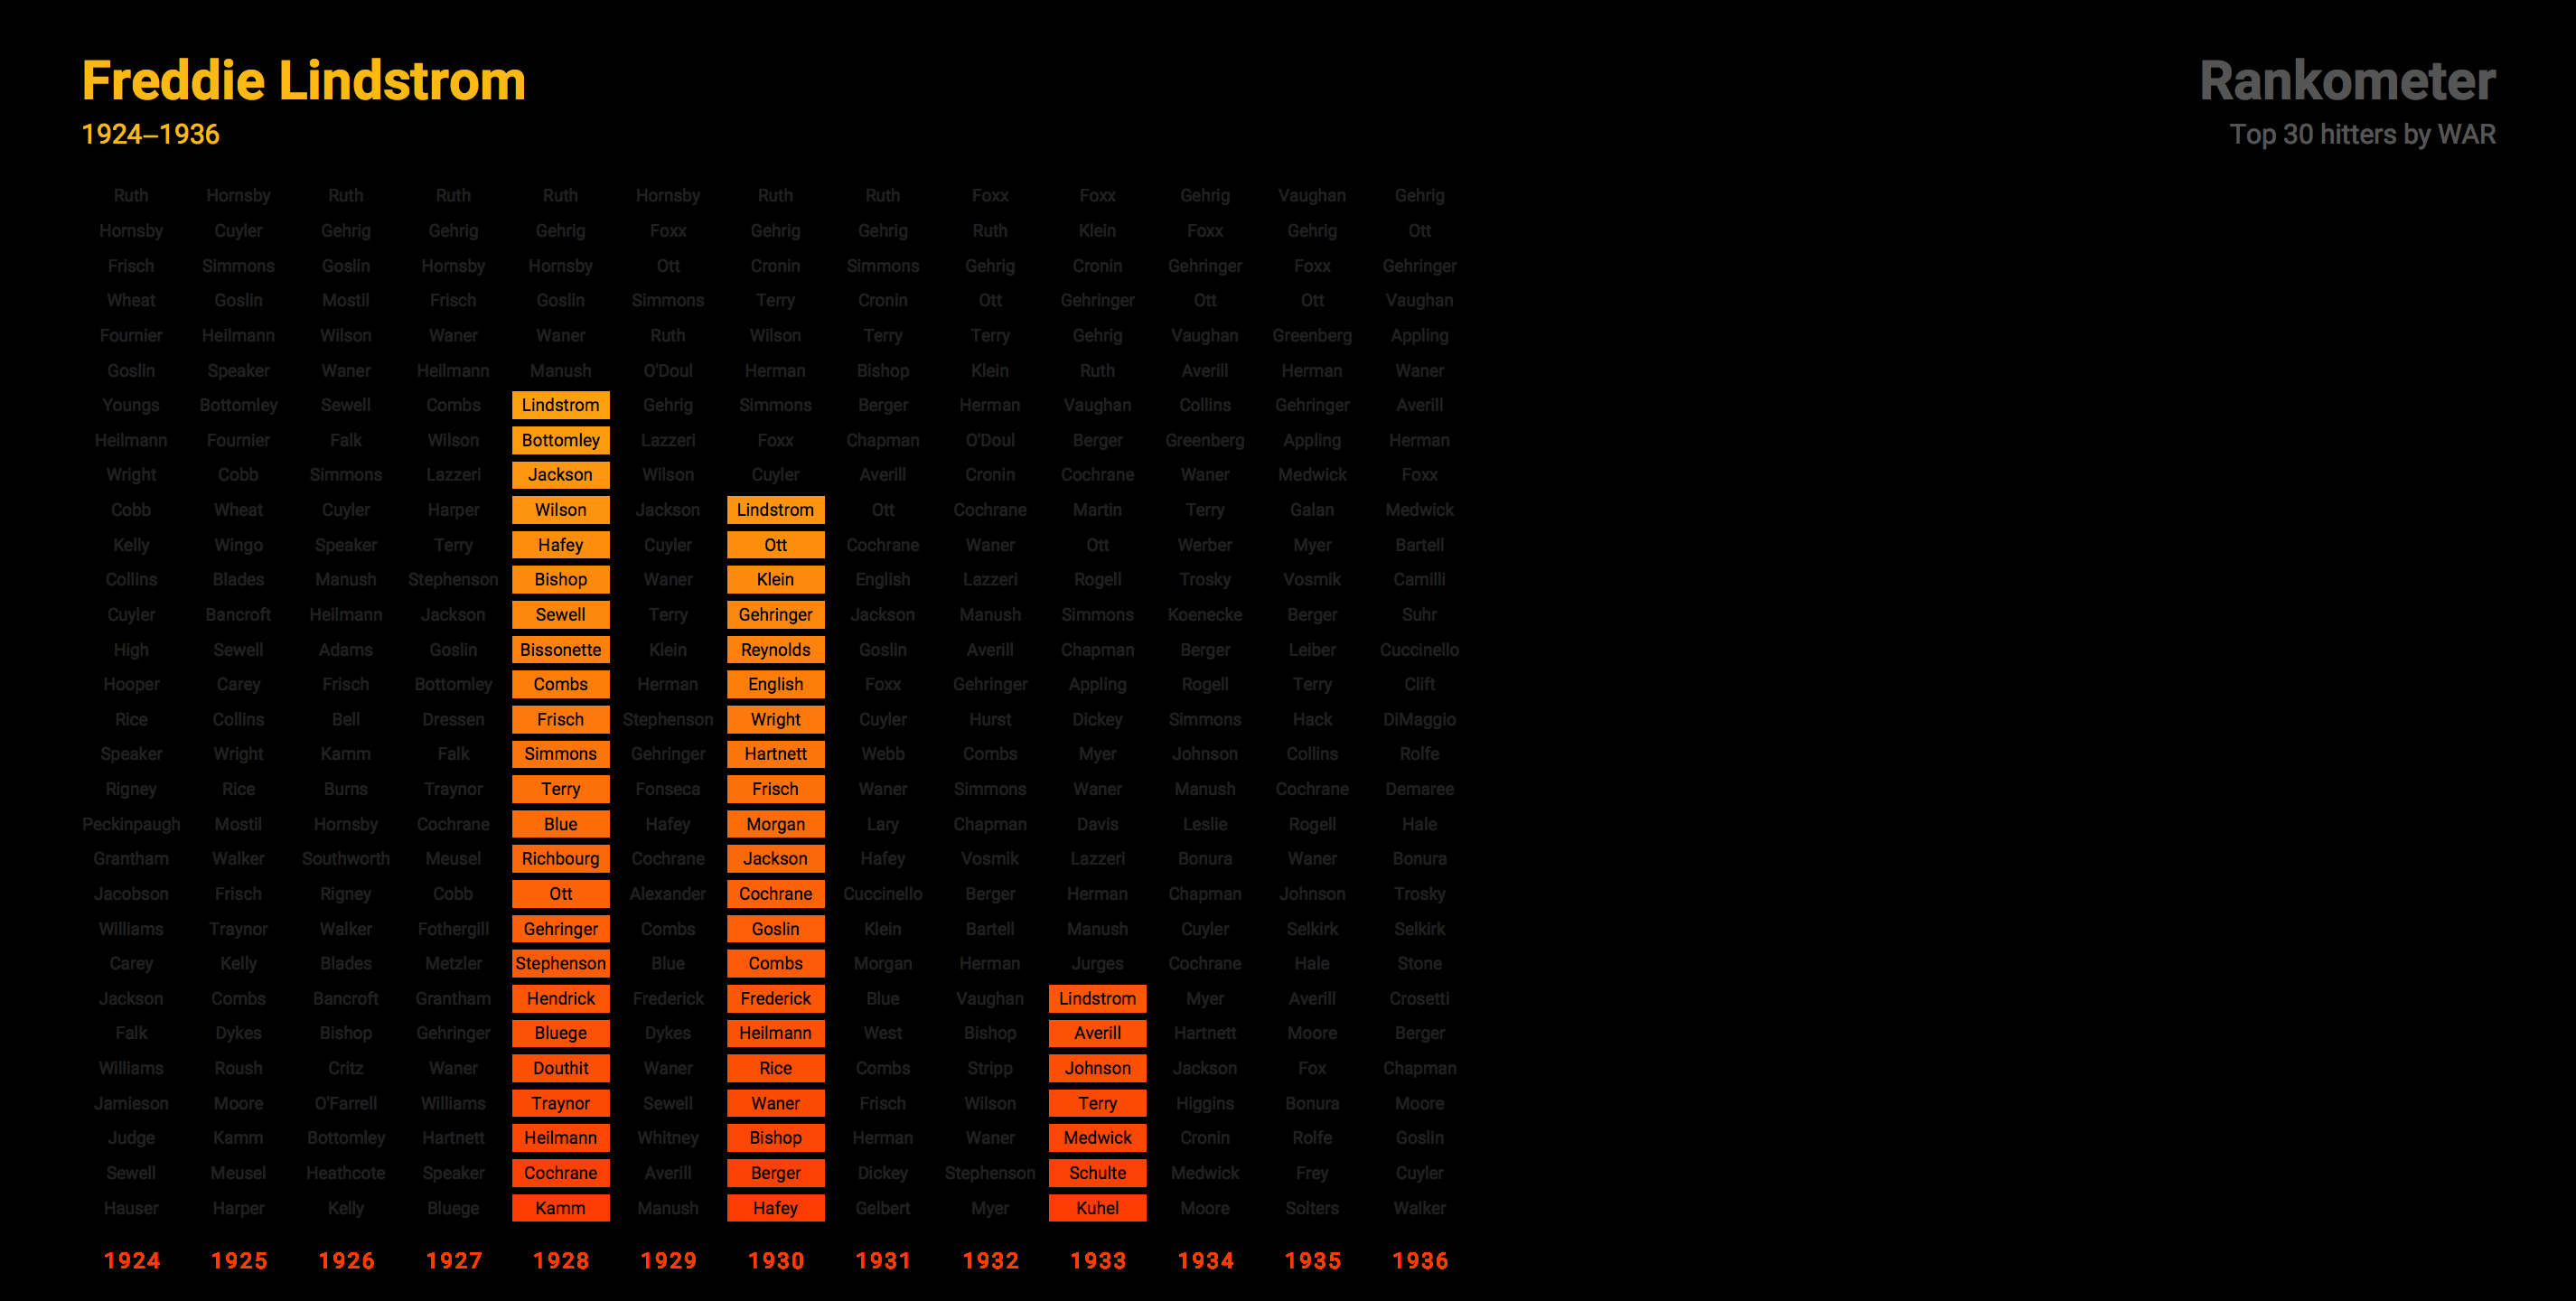 Freddie Lindstrom
1924–1936
Rankometer
Top 30 hitters by WAR
Ruth Hornsby Ruth Ruth Ruth Hornsby Ruth Ruth Foxx Foxx Gehrig Vaughan Gehrig
Hornsby Cuyler Gehrig Gehrig Gehrig Foxx Gehrig Gehrig Ruth Klein Foxx Gehrig Ott
Frisch Simmons Goslin Hornsby Hornsby Ott Cronin Simmons Gehrig Cronin Gehringer Foxx Gehringer
Wheat Goslin Mostil Frisch Goslin Simmons Terry Cronin Ott Gehringer Ott Ott Vaughan
Fournier Heilmann Wilson Waner Waner Ruth Wilson Terry Terry Gehrig Vaughan Greenberg Appling
Goslin Speaker Waner Heilmann Manush O'Doul Herman Bishop Klein Ruth Averill Herman Waner
Youngs Bottomley Sewell Combs Lindstrom Gehrig Simmons Berger Herman Vaughan Collins Gehringer Averill
Heilmann Fournier Falk Wilson Bottomley Lazzeri Foxx Chapman O'Doul Berger Greenberg Appling Herman
Wright Cobb Simmons Lazzeri Jackson Wilson Cuyler Averill Cronin Cochrane Waner Medwick Foxx
Cobb Wheat Cuyler Harper Wilson Jackson Lindstrom Ott Cochrane Martin Terry Galan Medwick
Kelly Wingo Speaker Terry Hafey Cuyler Ott Cochrane Waner Ott Werber Myer Bartell
Collins Blades Manush Stephenson Bishop Waner Klein English Lazzeri Rogell Trosky Vosmik Camilli
Cuyler Bancroft Heilmann Jackson Sewell Terry Gehringer Jackson Manush Simmons Koenecke Berger Suhr
High Sewell Adams Goslin Bissonette Klein Reynolds Goslin Averill Chapman Berger Leiber Cuccinello
Hooper Carey Frisch Bottomley Combs Herman English Foxx Gehringer Appling Rogell Terry Clift
Rice Collins Bell Dressen Frisch Stephenson Wright Cuyler Hurst Dickey Simmons Hack DiMaggio
Speaker Wright Kamm Falk Simmons Gehringer Hartnett Webb Combs Myer Johnson Collins Rolfe
Rigney Rice Burns Traynor Terry Fonseca Frisch Waner Simmons Waner Manush Cochrane Demaree
Peckinpaugh Mostil Hornsby Cochrane Blue Hafey Morgan Lary Chapman Davis Leslie Rogell Hale
Grantham Walker Southworth Meusel Richbourg Cochrane Jackson Hafey Vosmik Lazzeri Bonura Waner Bonura
Jacobson Frisch Rigney Cobb Ott Alexander Cochrane Cuccinello Berger Herman Chapman Johnson Trosky
Williams Traynor Walker Fothergill Gehringer Combs Goslin Klein Bartell Manush Cuyler Selkirk Selkirk
Carey Kelly Blades Metzler Stephenson Blue Combs Morgan Herman Jurges Cochrane Hale Stone
Jackson Combs Bancroft Grantham Hendrick Frederick Frederick Blue Vaughan Lindstrom Myer Averill Crosetti
Falk Dykes Bishop Gehringer Bluege Dykes Heilmann West Bishop Averill Hartnett Moore Berger
Williams Roush Critz Waner Douthit Waner Rice Combs Stripp Johnson Jackson Fox Chapman
Jamieson Moore O'Farrell Williams Traynor Sewell Waner Frisch Wilson Terry Higgins Bonura Moore
Judge Kamm Bottomley Hartnett Heilmann Whitney Bishop Herman Waner Medwick Cronin Rolfe Goslin
Sewell Meusel Heathcote Speaker Cochrane Averill Berger Dickey Stephenson Schulte Medwick Frey Cuyler
Hauser Harper Kelly Bluege Kamm Manush Hafey Gelbert Myer Kuhel Moore Solters Walker
1924 1925 1926 1927 1928 1929 1930 1931 1932 1933 1934 1935 1936